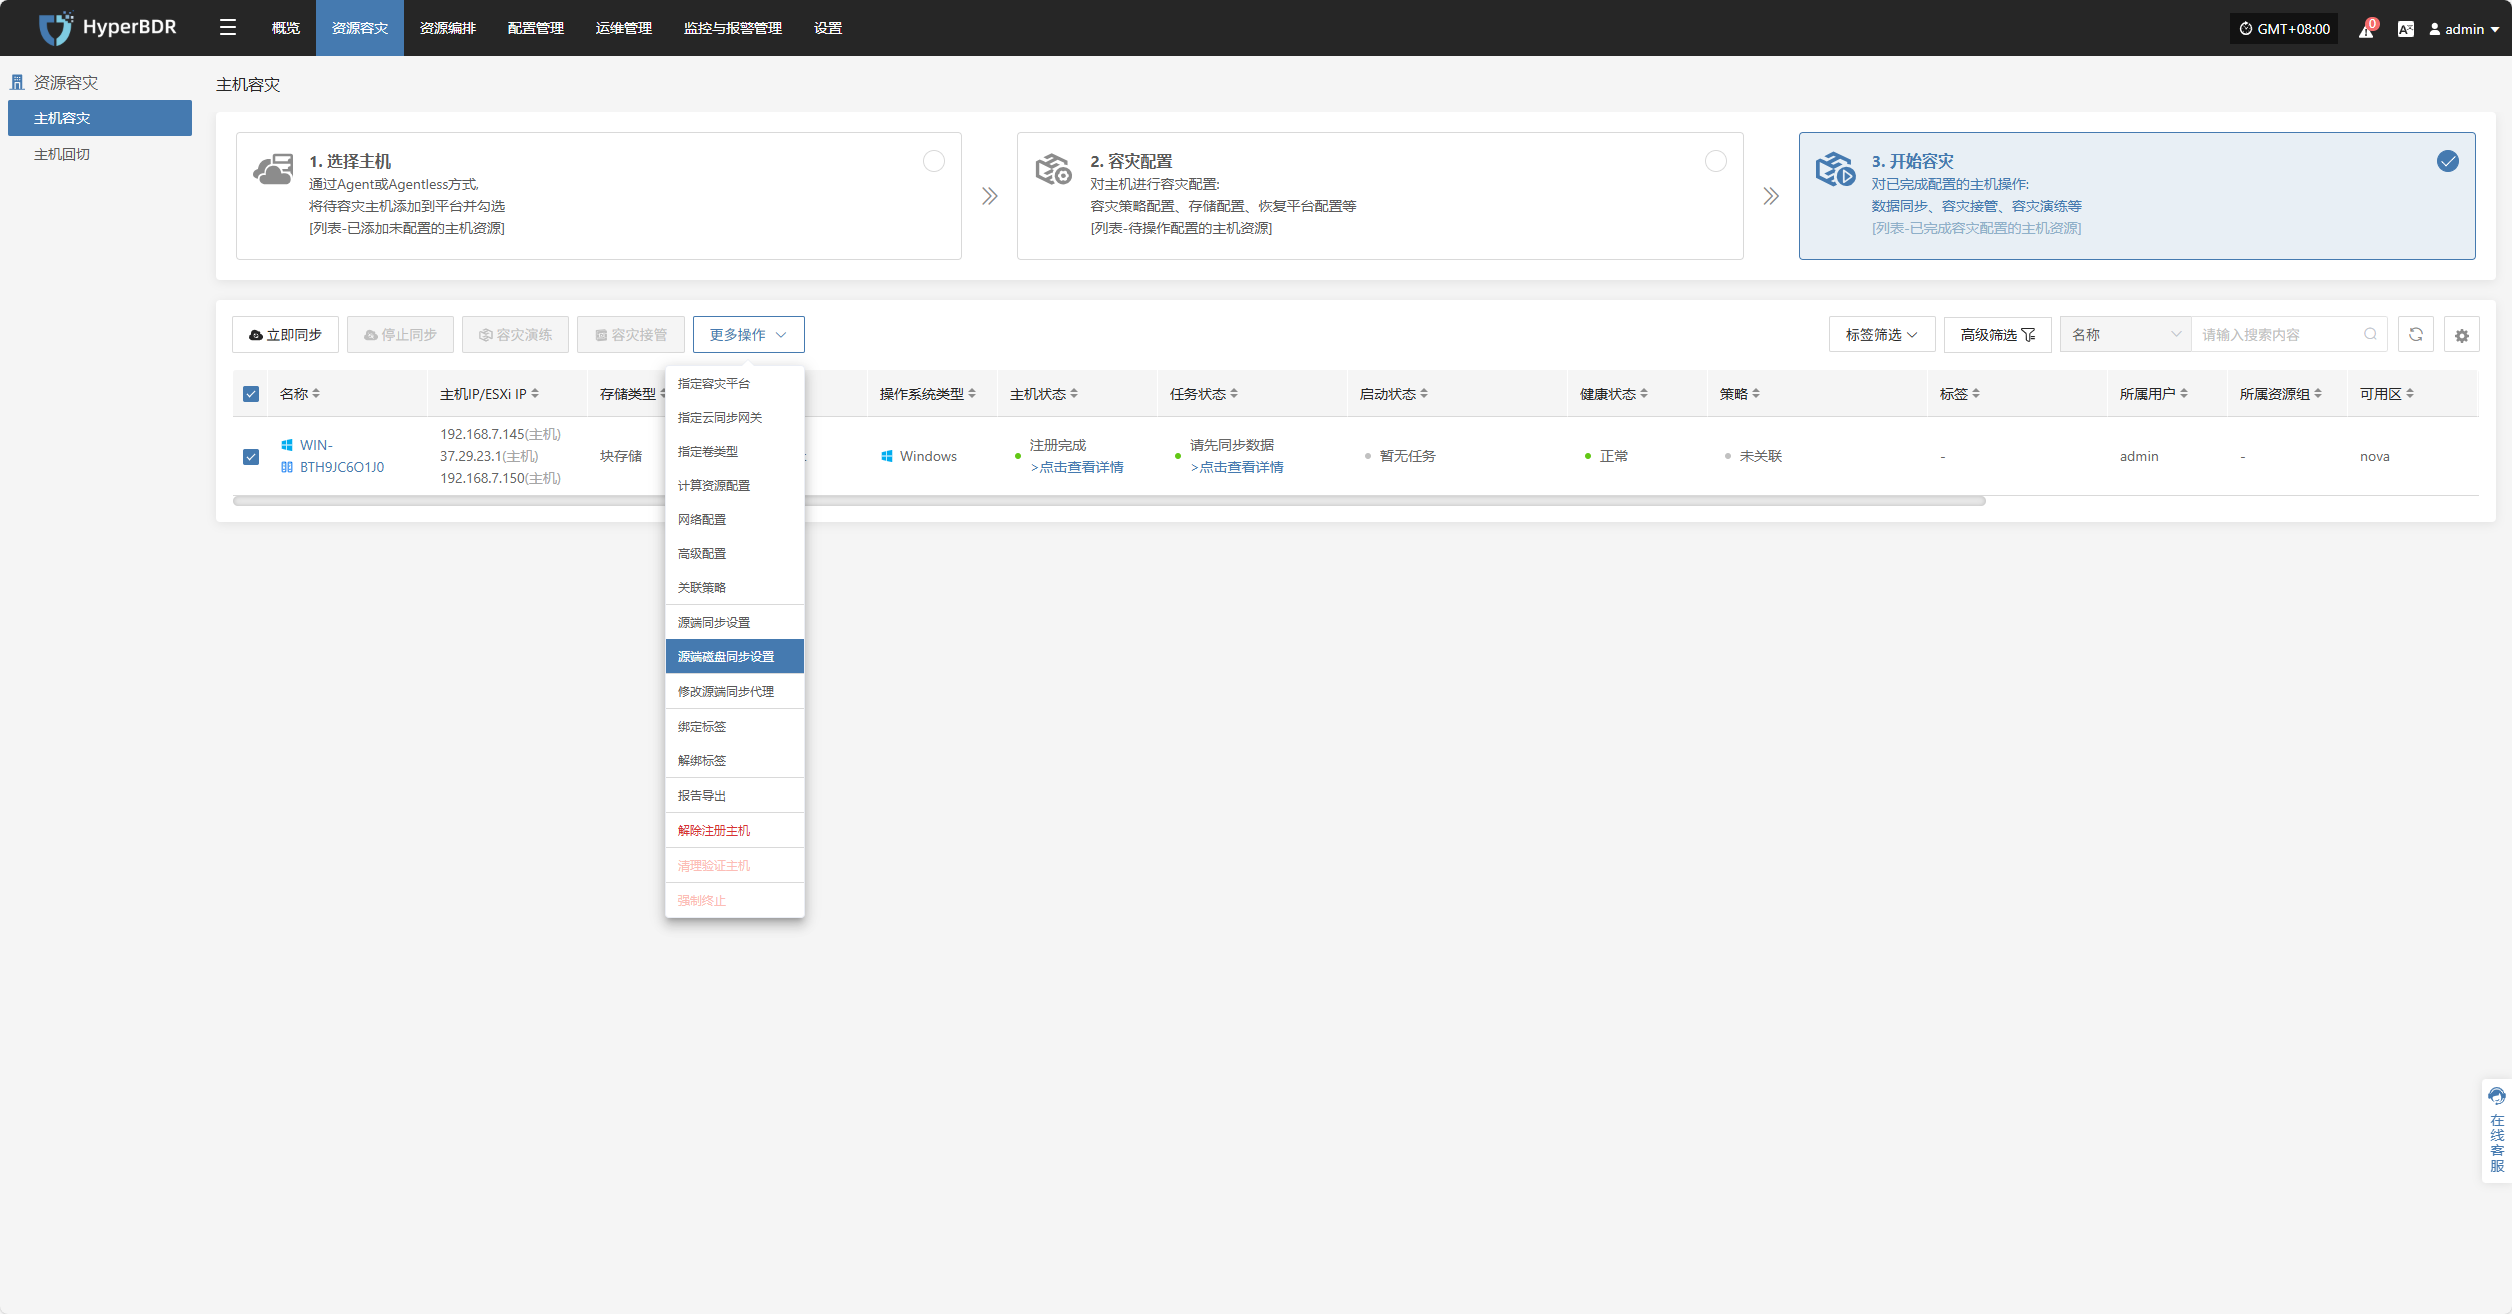 HyperBDR
概览
资源容灾
资源编排
配置管理
运维管理
监控与报警管理
设置
GMT+08:00
0
admin
资源容灾
主机容灾
主机回切
主机容灾
1. 选择主机
通过Agent或Agentless方式,
将待容灾主机添加到平台并勾选
[列表-已添加未配置的主机资源]
2. 容灾配置
对主机进行容灾配置:
容灾策略配置、存储配置、恢复平台配置等
[列表-待操作配置的主机资源]
3. 开始容灾
对已完成配置的主机操作:
数据同步、容灾接管、容灾演练等
[列表-已完成容灾配置的主机资源]
立即同步
停止同步
容灾演练
容灾接管
更多操作
标签筛选
高级筛选
名称
请输入搜索内容
名称
主机IP/ESXi IP
存储类型
操作系统类型
主机状态
任务状态
启动状态
健康状态
策略
标签
所属用户
所属资源组
可用区
WIN-
BTH9JC6O1J0
192.168.7.145(主机)
37.29.23.1(主机)
192.168.7.150(主机)
块存储
Windows
注册完成
>点击查看详情
请先同步数据
>点击查看详情
暂无任务
正常
未关联
-
admin
-
nova
指定容灾平台
指定云同步网关
指定卷类型
计算资源配置
网络配置
高级配置
关联策略
源端同步设置
源端磁盘同步设置
修改源端同步代理
绑定标签
解绑标签
报告导出
解除注册主机
清理验证主机
强制终止
在线客服